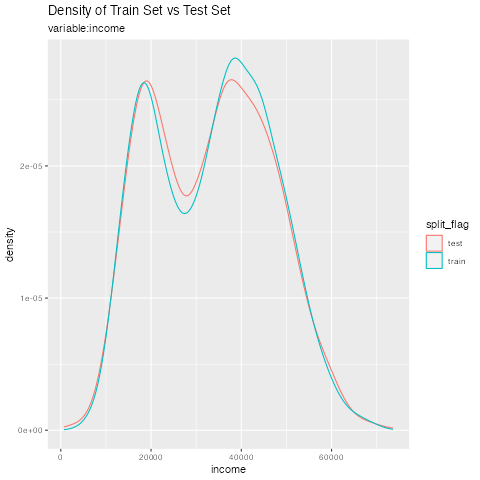 Density of Train Set vs Test Set
variable:income
density
2e-05
1e-05
0e+00
0
20000
40000
60000
income
split_flag
test
train